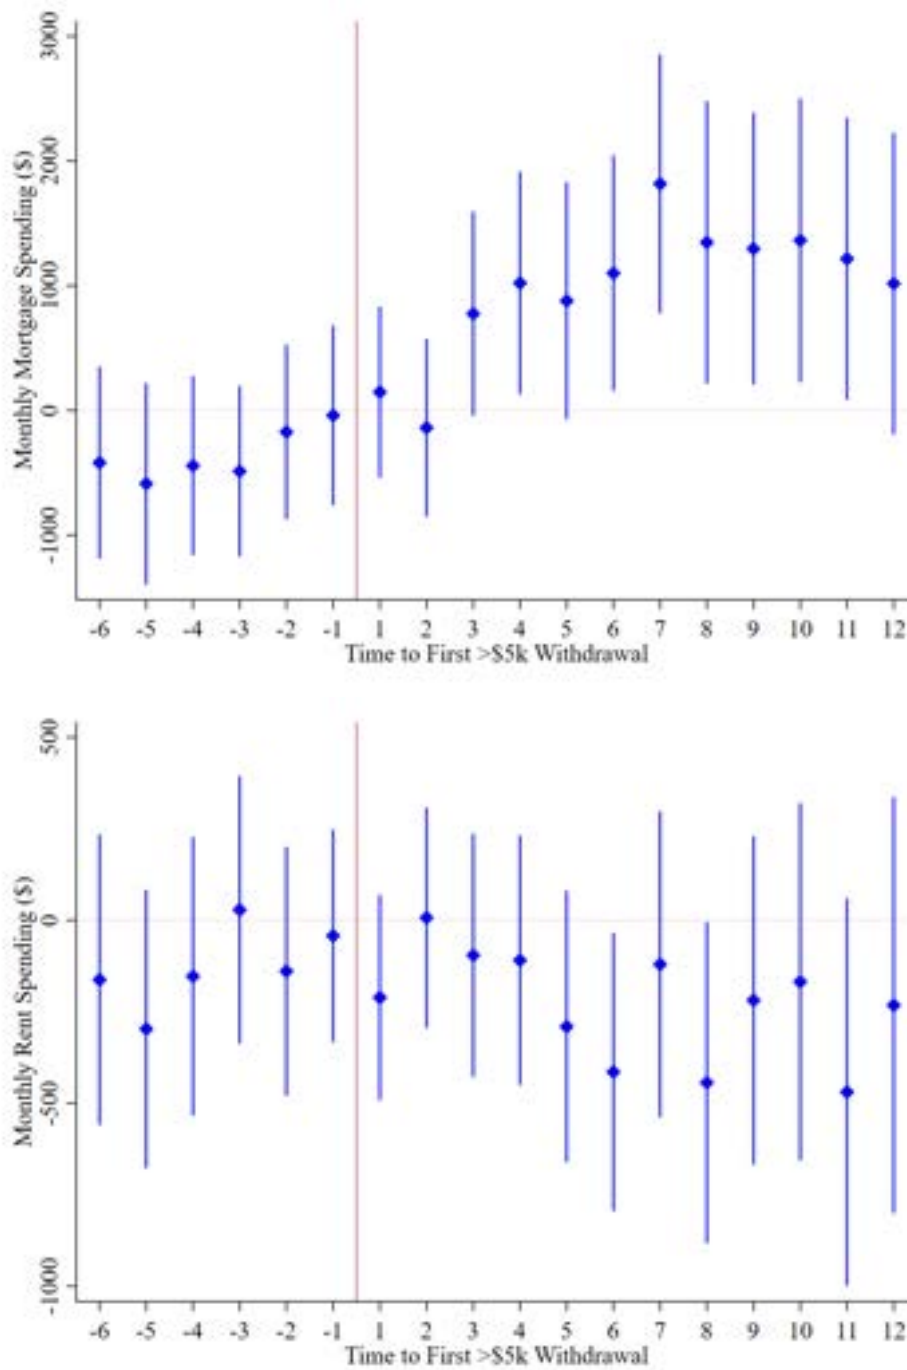 Monthly Mortgage Spending ($)
3000
2000
1000
0
-1000
-6 -5 -4 -3 -2 -1 1 2 3 4 5 6 7 8 9 10 11 12
Time to First >$5k Withdrawal
Monthly Rent Spending ($)
500
0
-500
-1000
-6 -5 -4 -3 -2 -1 1 2 3 4 5 6 7 8 9 10 11 12
Time to First >$5k Withdrawal